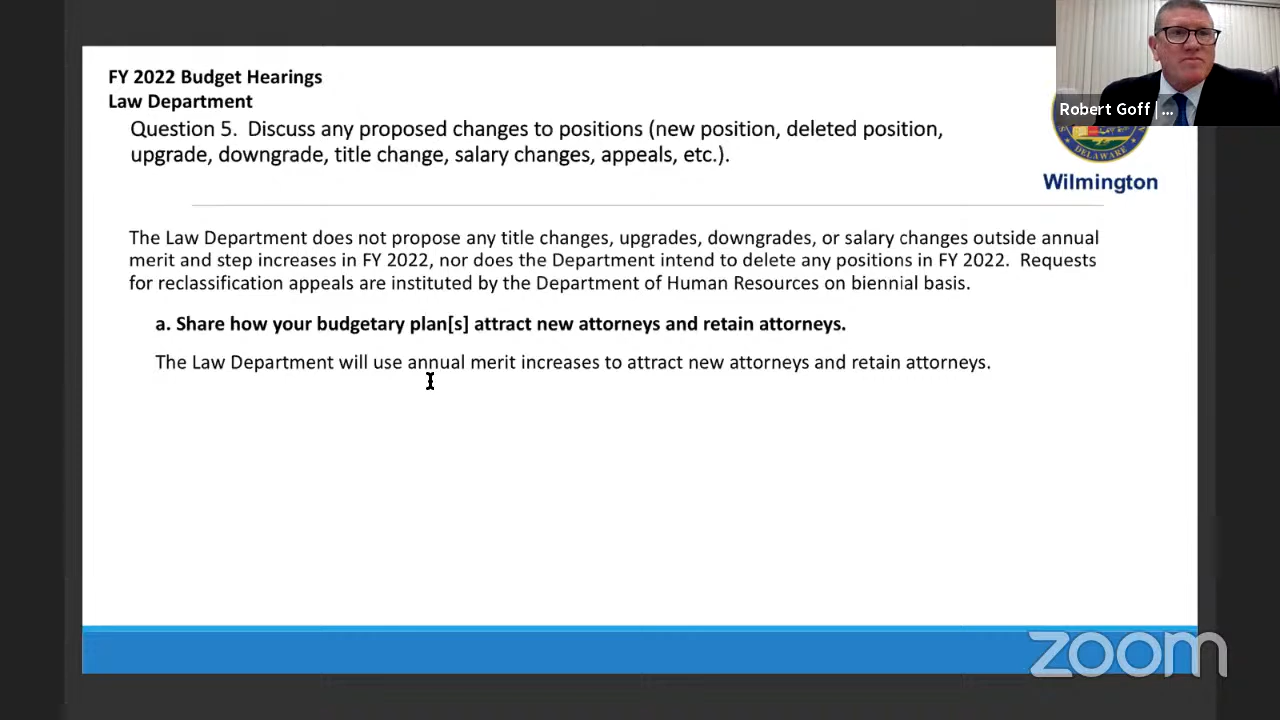 FY 2022 Budget Hearings
Law Department
Question 5. Discuss any proposed changes to positions (new position, deleted position,
upgrade, downgrade, title change, salary changes, appeals, etc.).
Robert Goff | ...
DELAWARE
Wilmington
The Law Department does not propose any title changes, upgrades, downgrades, or salary changes outside annual
merit and step increases in FY 2022, nor does the Department intend to delete any positions in FY 2022. Requests
for reclassification appeals are instituted by the Department of Human Resources on biennial basis.
a. Share how your budgetary plan[s] attract new attorneys and retain attorneys.
The Law Department will use annual merit increases to attract new attorneys and retain attorneys.
zoom